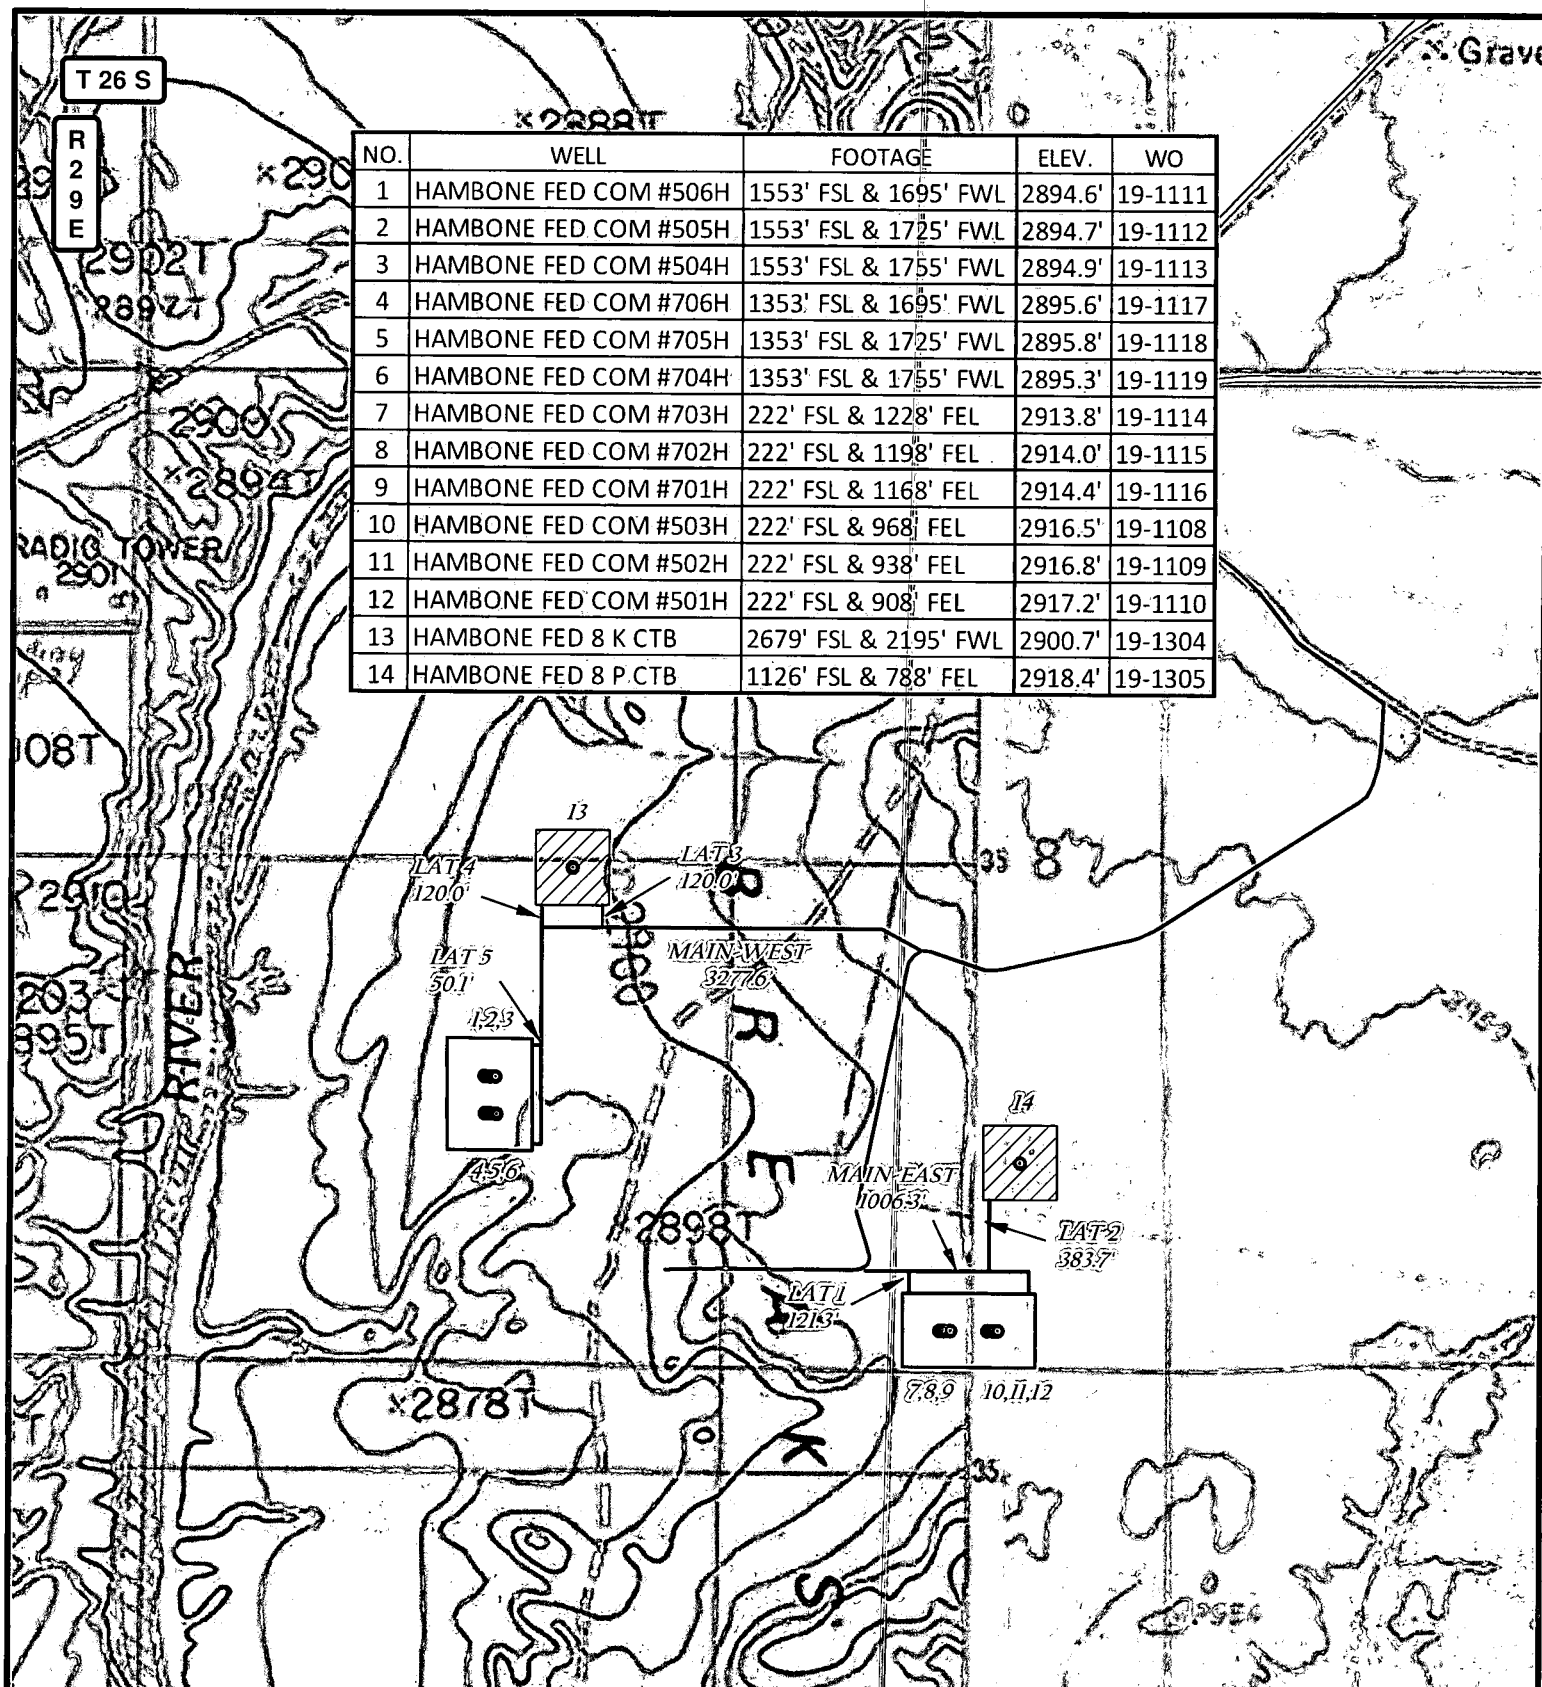 Grave
T 26 S
R
2
9
E
×2888T
×290
2902T
2897T
2900
×2894T
RADIO TOWER
2901
NO. WELL FOOTAGE ELEV. WO
1 HAMBONE FED COM #506H 1553' FSL & 1695' FWL 2894.6' 19-1111
2 HAMBONE FED COM #505H 1553' FSL & 1725' FWL 2894.7' 19-1112
3 HAMBONE FED COM #504H 1553' FSL & 1755' FWL 2894.9' 19-1113
4 HAMBONE FED COM #706H 1353' FSL & 1695' FWL 2895.6' 19-1117
5 HAMBONE FED COM #705H 1353' FSL & 1725' FWL 2895.8' 19-1118
6 HAMBONE FED COM #704H 1353' FSL & 1755' FWL 2895.3' 19-1119
7 HAMBONE FED COM #703H 222' FSL & 1228' FEL 2913.8' 19-1114
8 HAMBONE FED COM #702H 222' FSL & 1198' FEL 2914.0' 19-1115
9 HAMBONE FED COM #701H 222' FSL & 1168' FEL 2914.4' 19-1116
10 HAMBONE FED COM #503H 222' FSL & 968' FEL 2916.5' 19-1108
11 HAMBONE FED COM #502H 222' FSL & 938' FEL 2916.8' 19-1109
12 HAMBONE FED COM #501H 222' FSL & 908' FEL 2917.2' 19-1110
13 HAMBONE FED 8 K CTB 2679' FSL & 2195' FWL 2900.7' 19-1304
14 HAMBONE FED 8 P CTB 1126' FSL & 788' FEL 2918.4' 19-1305
08T
13
LAT 4
120.0'
LAT 3
120.0'
35 8
2910
LAT 5
50.1'
MAIN-WEST
3277.6'
2900
RIVER
203
895T
1,2,3
4,5,6
14
MAIN-EAST
1006.3'
LAT 2
383.7'
2898T
LAT 1
121.3'
7,8,9 10,11,12
×2878T
35
B
R
E
K
S